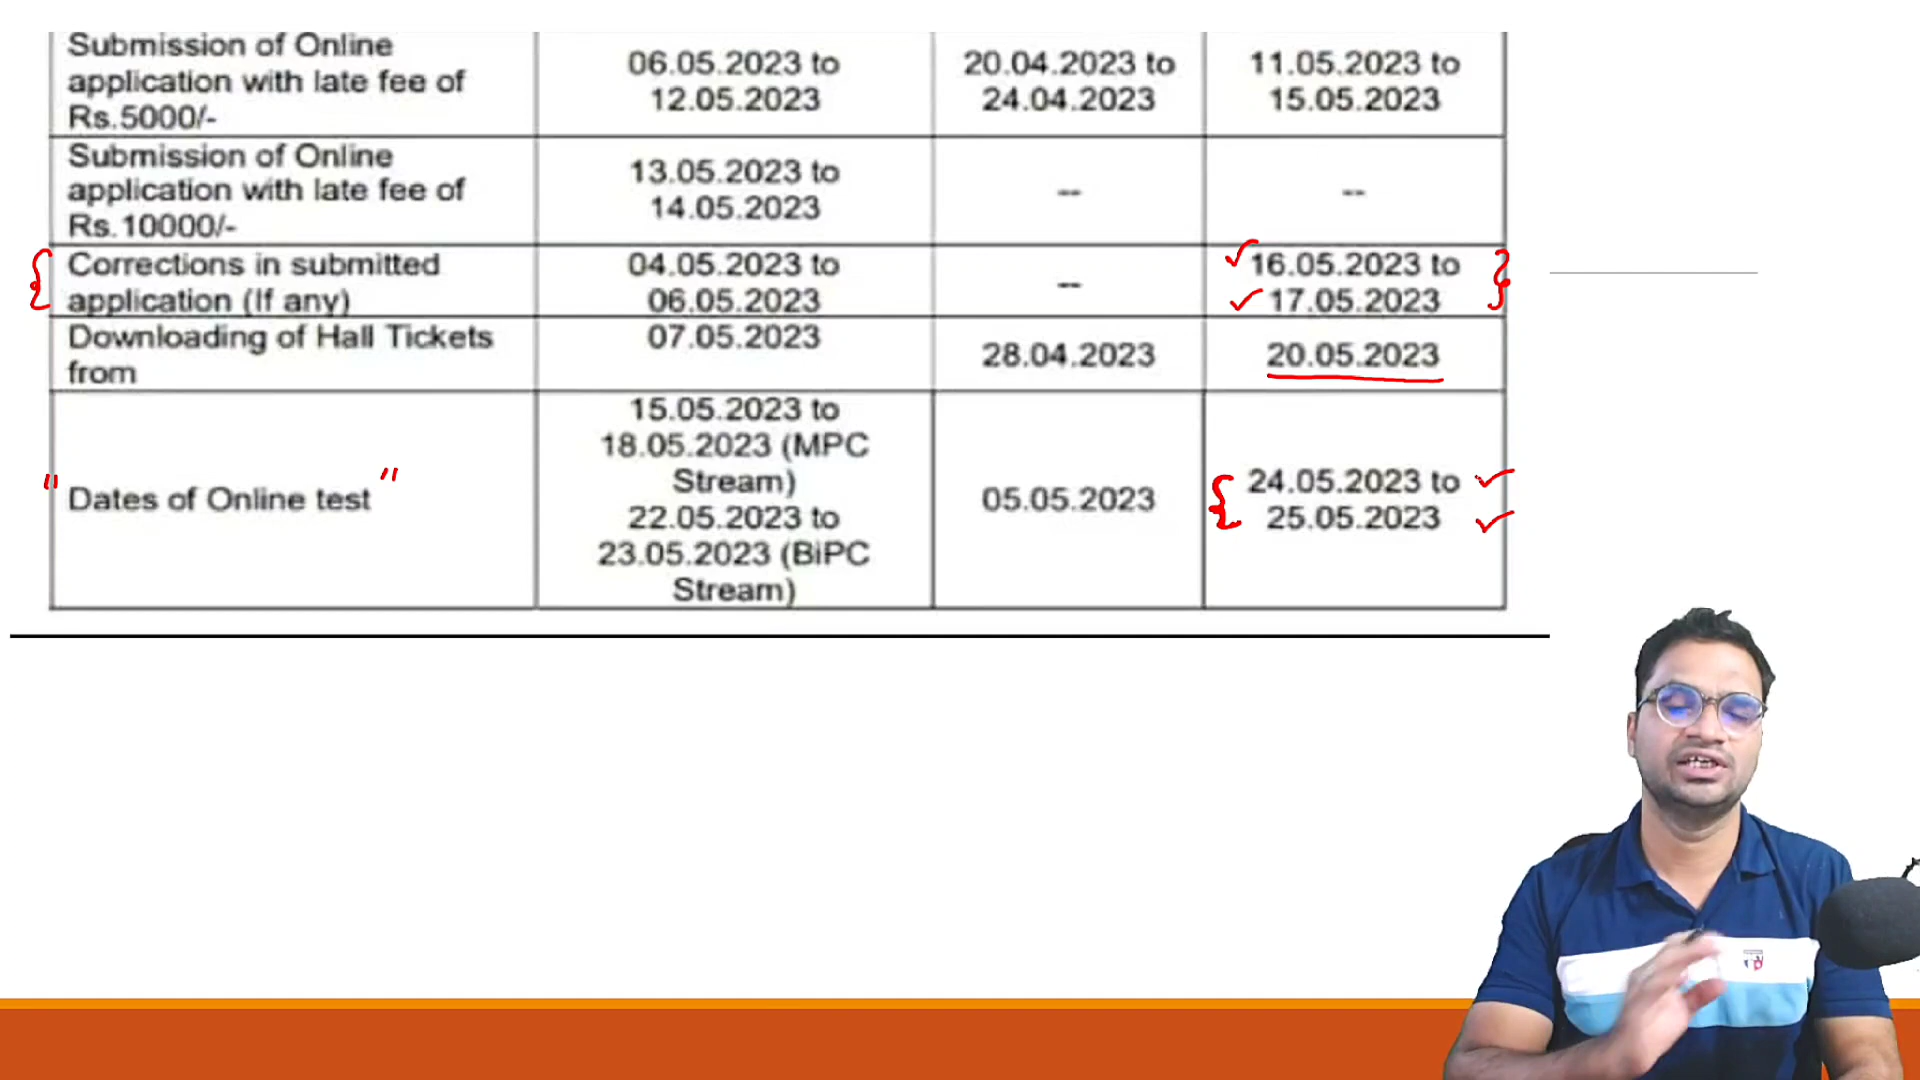 Submission of Online
application with late fee of
Rs.5000/-
06.05.2023 to
12.05.2023
20.04.2023 to
24.04.2023
11.05.2023 to
15.05.2023
Submission of Online
application with late fee of
Rs.10000/-
13.05.2023 to
14.05.2023
--
--
Corrections in submitted
application (If any)
04.05.2023 to
06.05.2023
--
16.05.2023 to
17.05.2023
Downloading of Hall Tickets
from
07.05.2023
28.04.2023
20.05.2023
" Dates of Online test "
15.05.2023 to
18.05.2023 (MPC
Stream)
22.05.2023 to
23.05.2023 (BiPC
Stream)
05.05.2023
24.05.2023 to
25.05.2023